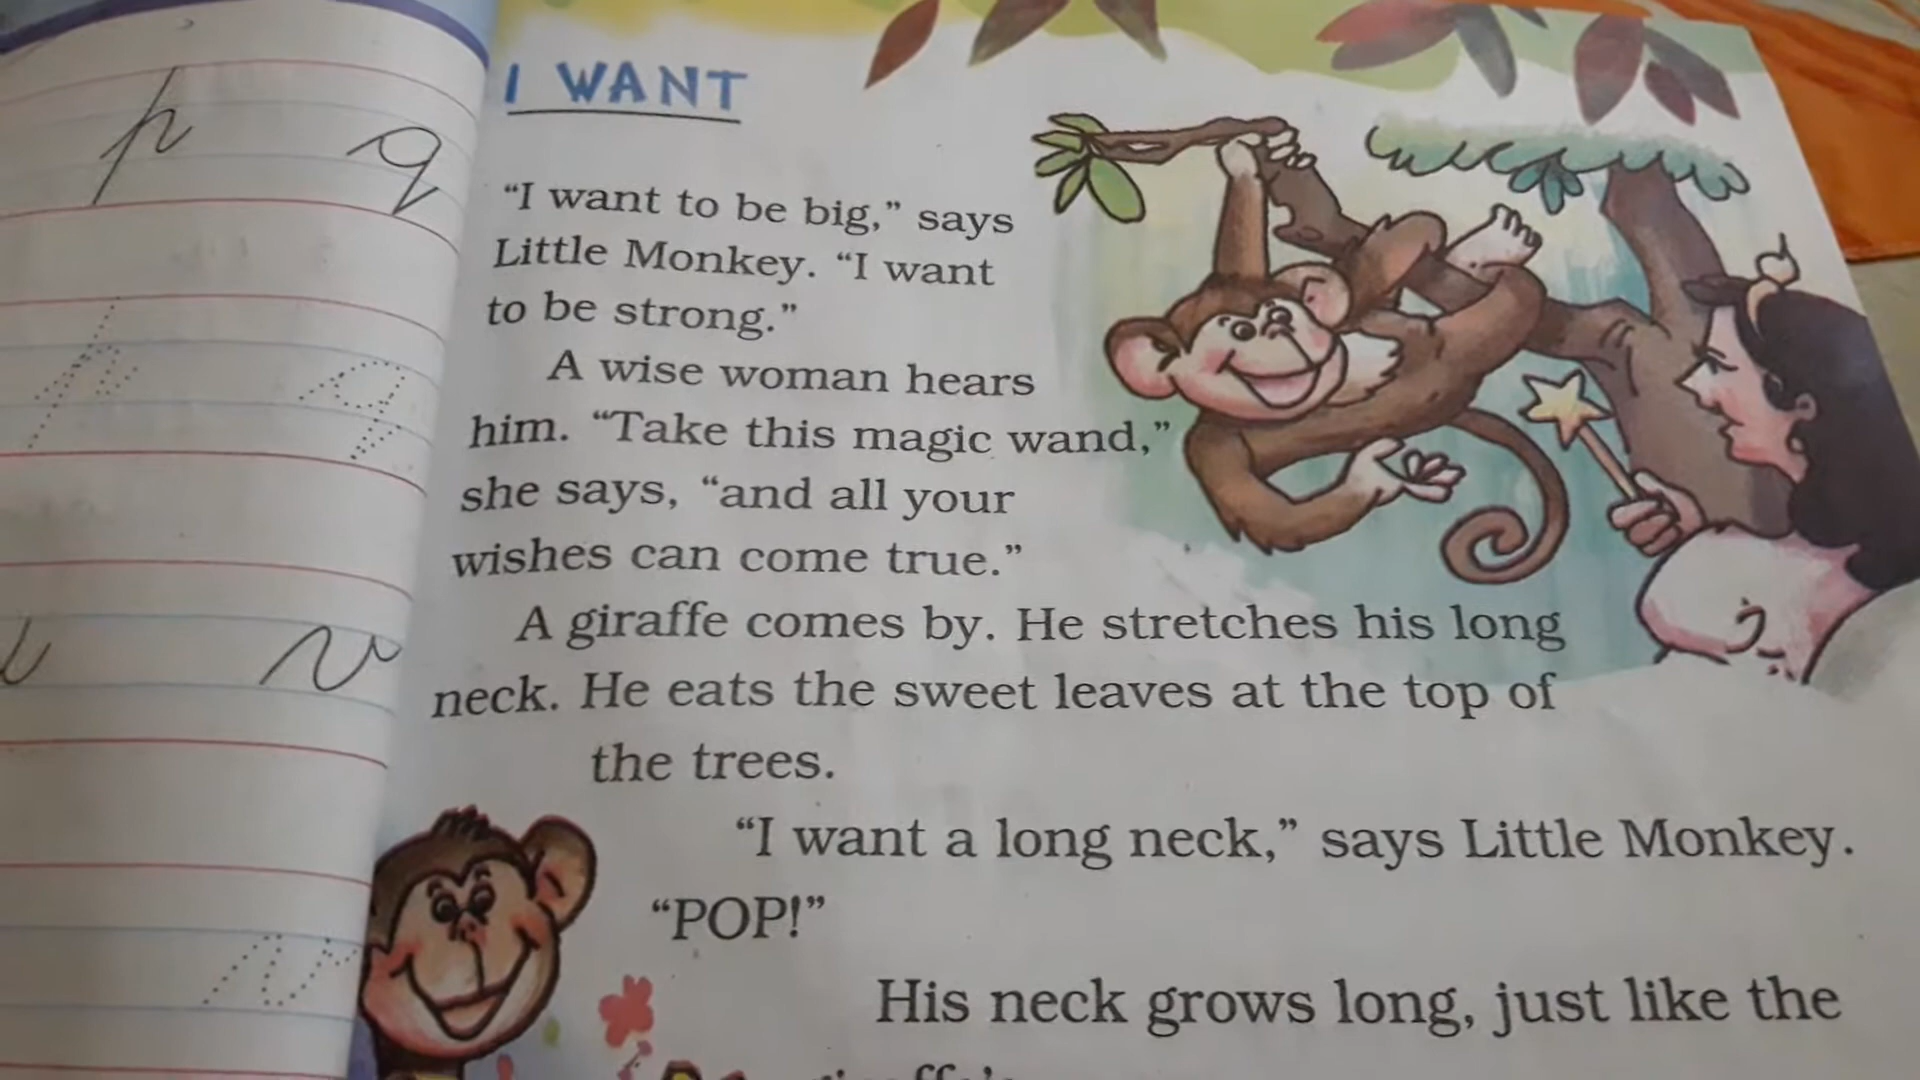 p q
p q
v
v
I WANT
“I want to be big,” says
Little Monkey. “I want
to be strong.”
A wise woman hears
him. “Take this magic wand,”
she says, “and all your
wishes can come true.”
A giraffe comes by. He stretches his long
neck. He eats the sweet leaves at the top of
the trees.
“I want a long neck,” says Little Monkey.
“POP!”
His neck grows long, just like the